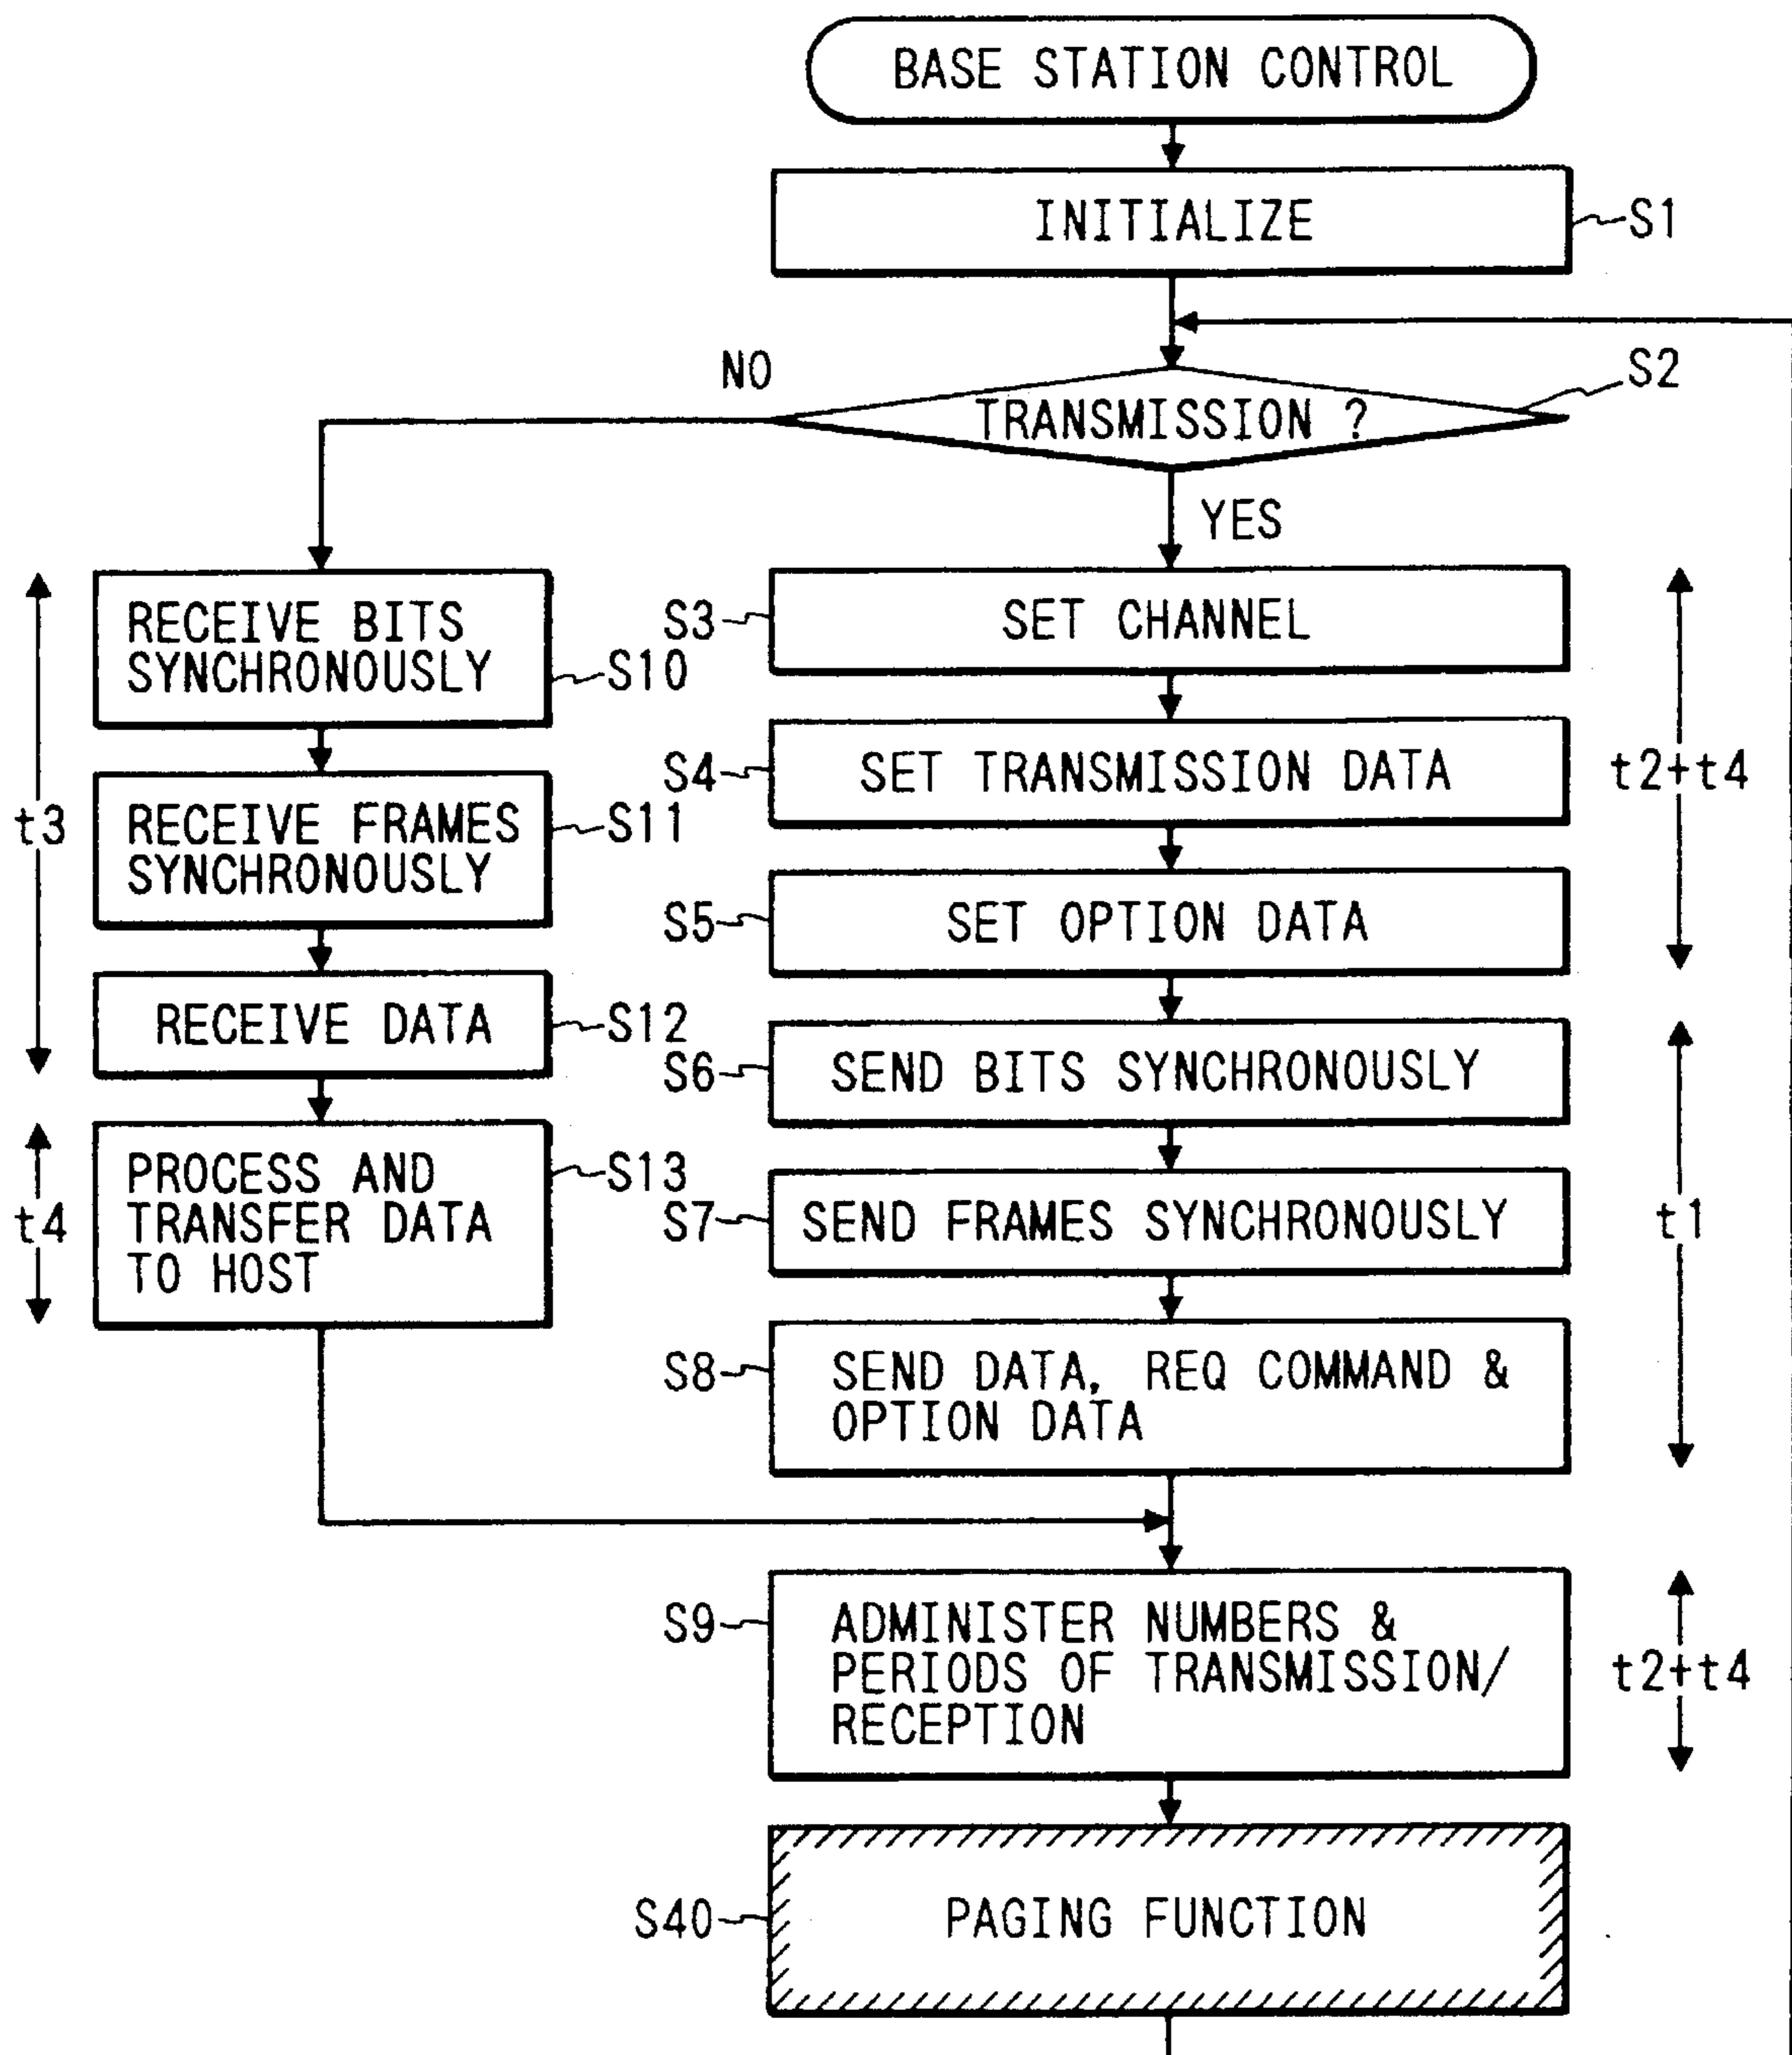 BASE STATION CONTROL
INITIALIZE
S1
NO
S2
TRANSMISSION ?
YES
RECEIVE BITS
SYNCHRONOUSLY
S10
t3
RECEIVE FRAMES
SYNCHRONOUSLY
S11
RECEIVE DATA
S12
t4
PROCESS AND
TRANSFER DATA
TO HOST
S13
S3
SET CHANNEL
S4
SET TRANSMISSION DATA
t2+t4
S5
SET OPTION DATA
S6
SEND BITS SYNCHRONOUSLY
S7
SEND FRAMES SYNCHRONOUSLY
t1
S8
SEND DATA, REQ COMMAND &
OPTION DATA
S9
ADMINISTER NUMBERS &
PERIODS OF TRANSMISSION/
RECEPTION
t2+t4
S40
PAGING FUNCTION